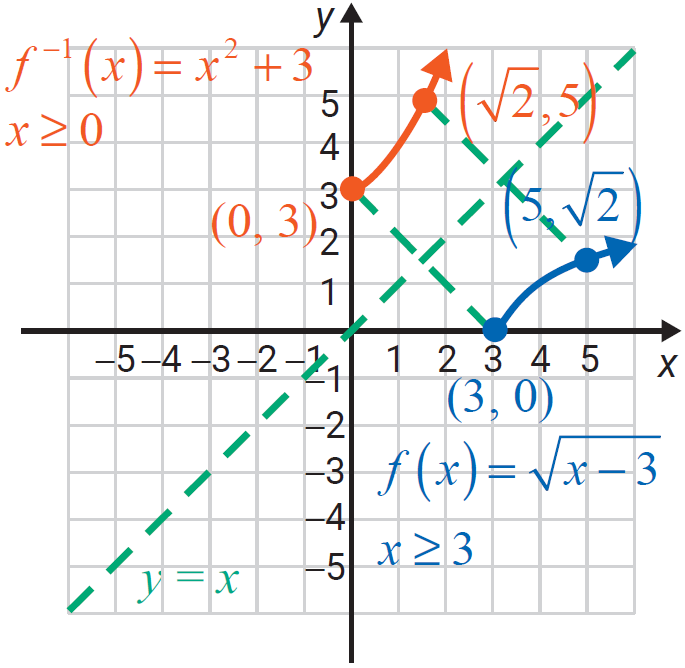 y
f⁻¹(x) = x² + 3
x ≥ 0
(√2, 5)
(5, √2)
(0, 3)
5
4
3
2
1
−5 −4 −3 −2 −1 1 2 3 4 5 x
−1
−2
−3
−4
−5
(3, 0)
f(x) = √(x − 3)
x ≥ 3
y = x